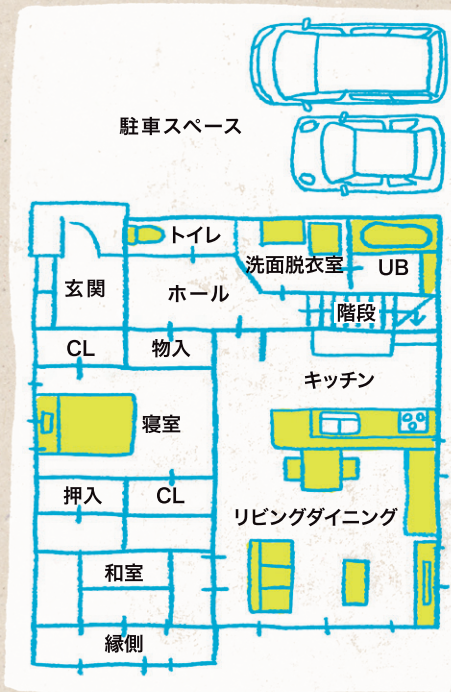 駐車スペース
トイレ
洗面脱衣室
UB
玄関
ホール
階段
CL
物入
キッチン
寝室
押入
CL
リビングダイニング
和室
縁側